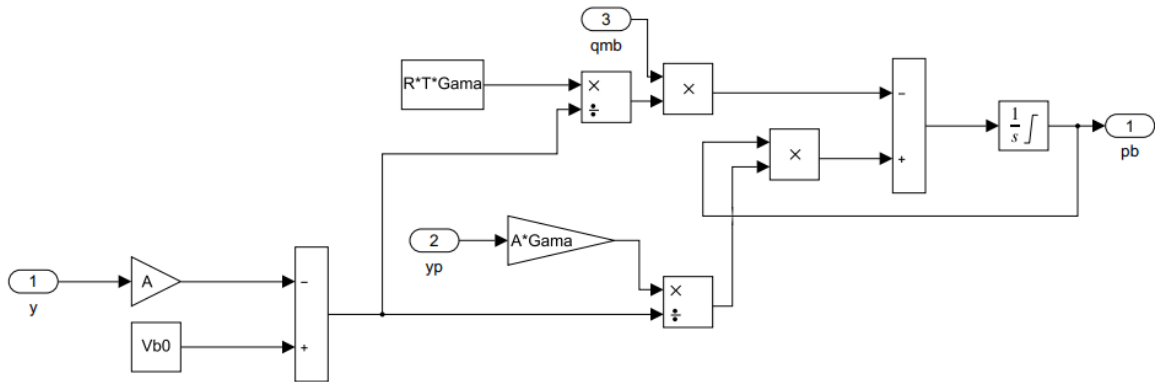 3
qmb
R*T*Gama
×
÷
×
−
+
1
s
1
pb
×
2
yp
A*Gama
×
÷
1
y
A
−
+
Vb0